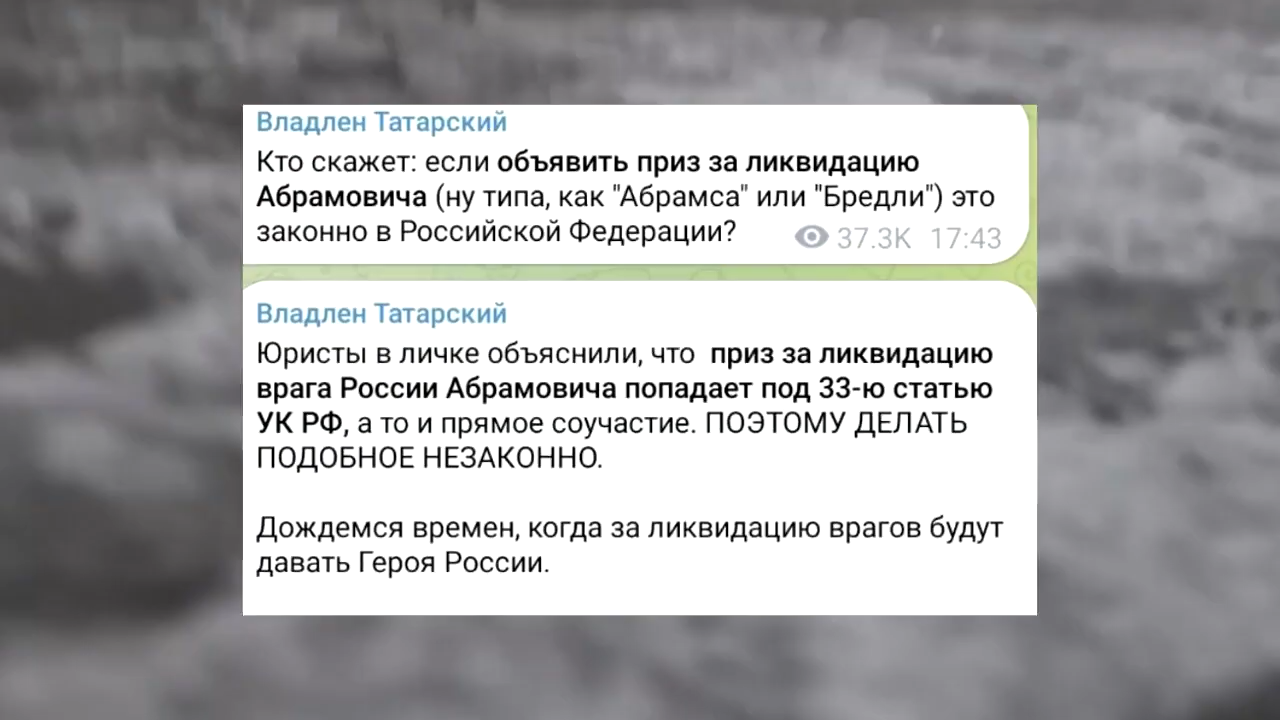 Владлен Татарский
Кто скажет: если объявить приз за ликвидацию
Абрамовича (ну типа, как "Абрамса" или "Бредли") это
законно в Российской Федерации?
37.3K 17:43
Владлен Татарский
Юристы в личке объяснили, что приз за ликвидацию
врага России Абрамовича попадает под 33-ю статью
УК РФ, а то и прямое соучастие. ПОЭТОМУ ДЕЛАТЬ
ПОДОБНОЕ НЕЗАКОННО.
Дождемся времен, когда за ликвидацию врагов будут
давать Героя России.